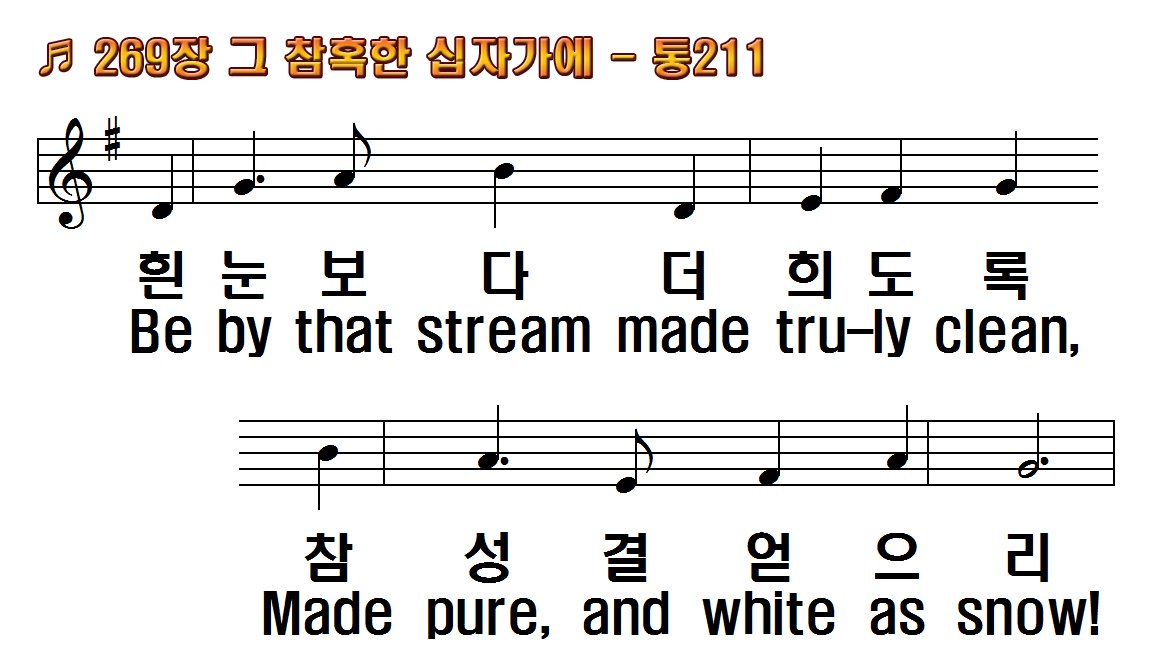 ♬ 269장 그 참혹한 십자가에 - 통211
흰 눈 보 다 더 희 도 록
Be by that stream made tru-ly clean,
참 성 결 얻 으 리
Made pure, and white as snow!